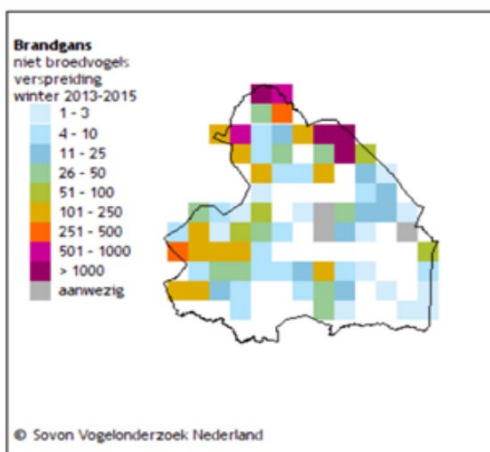 Brandgans
niet broedvogels
verspreiding
winter 2013-2015
1 - 3
4 - 10
11 - 25
26 - 50
51 - 100
101 - 250
251 - 500
501 - 1000
> 1000
aanwezig
© Sovon Vogelonderzoek Nederland